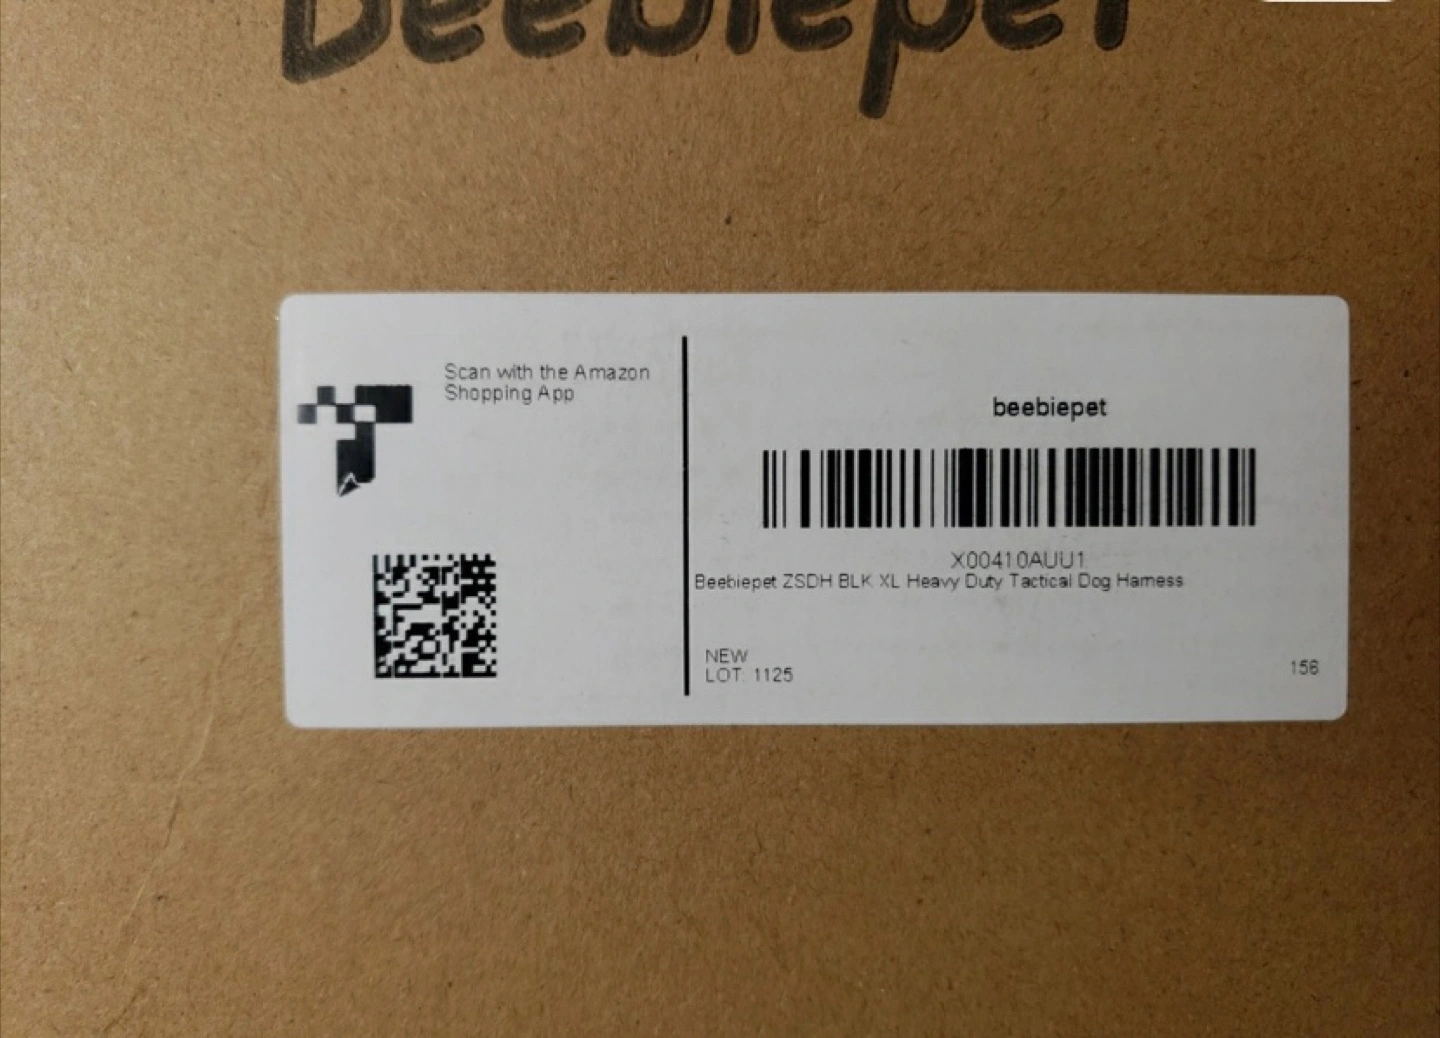 Beebiepet
Scan with the Amazon
Shopping App
beebiepet
X00410AUU1
Beebiepet ZSDH BLK XL Heavy Duty Tactical Dog Harness
NEW
LOT: 1125
156